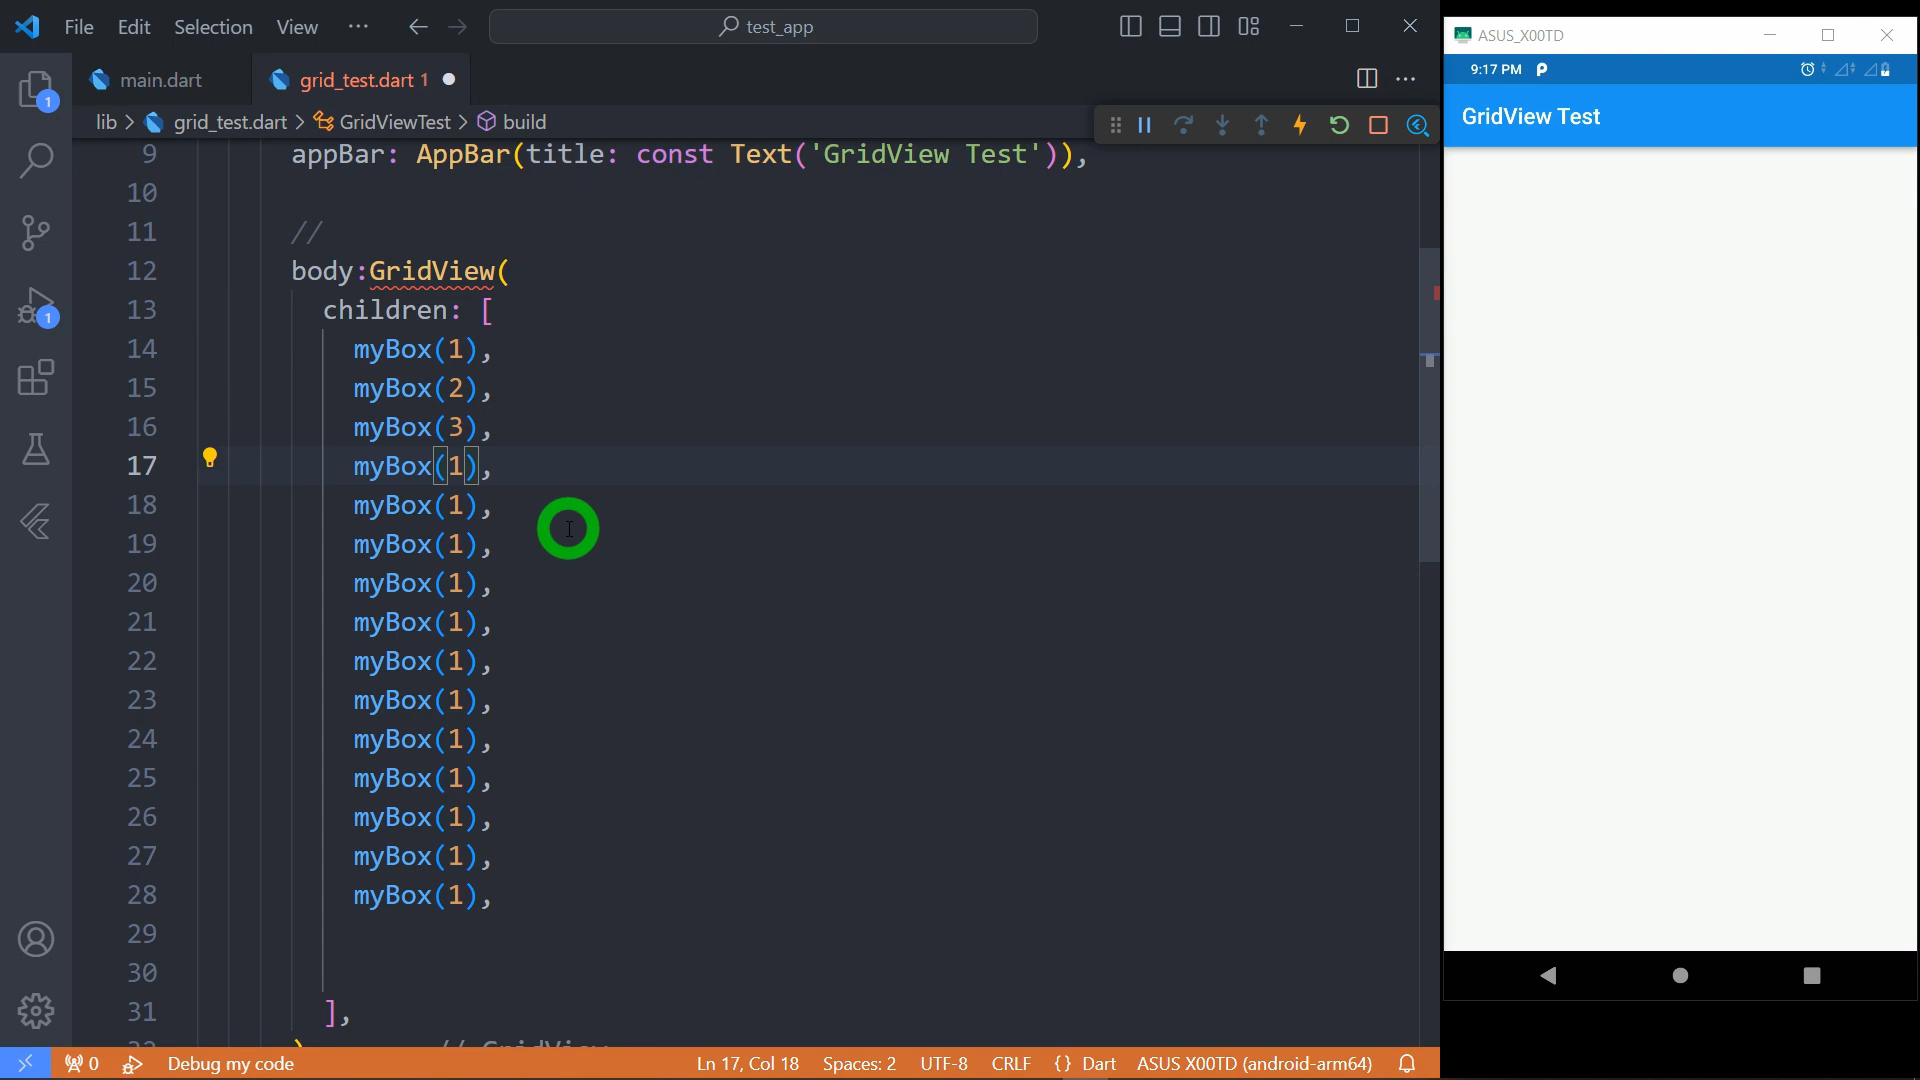 File Edit Selection View ··· test_app
ASUS_X00TD
9:17 PM
GridView Test
main.dart grid_test.dart 1
lib > grid_test.dart > GridViewTest > build
9 appBar: AppBar(title: const Text('GridView Test')),
10
11 //
12 body:GridView(
13 children: [
14 myBox(1),
15 myBox(2),
16 myBox(3),
17 myBox(1),
18 myBox(1),
19 myBox(1),
20 myBox(1),
21 myBox(1),
22 myBox(1),
23 myBox(1),
24 myBox(1),
25 myBox(1),
26 myBox(1),
27 myBox(1),
28 myBox(1),
29
30
31 ],
32 ) // GridView
1
1
0 Debug my code Ln 17, Col 18 Spaces: 2 UTF-8 CRLF {} Dart ASUS X00TD (android-arm64)